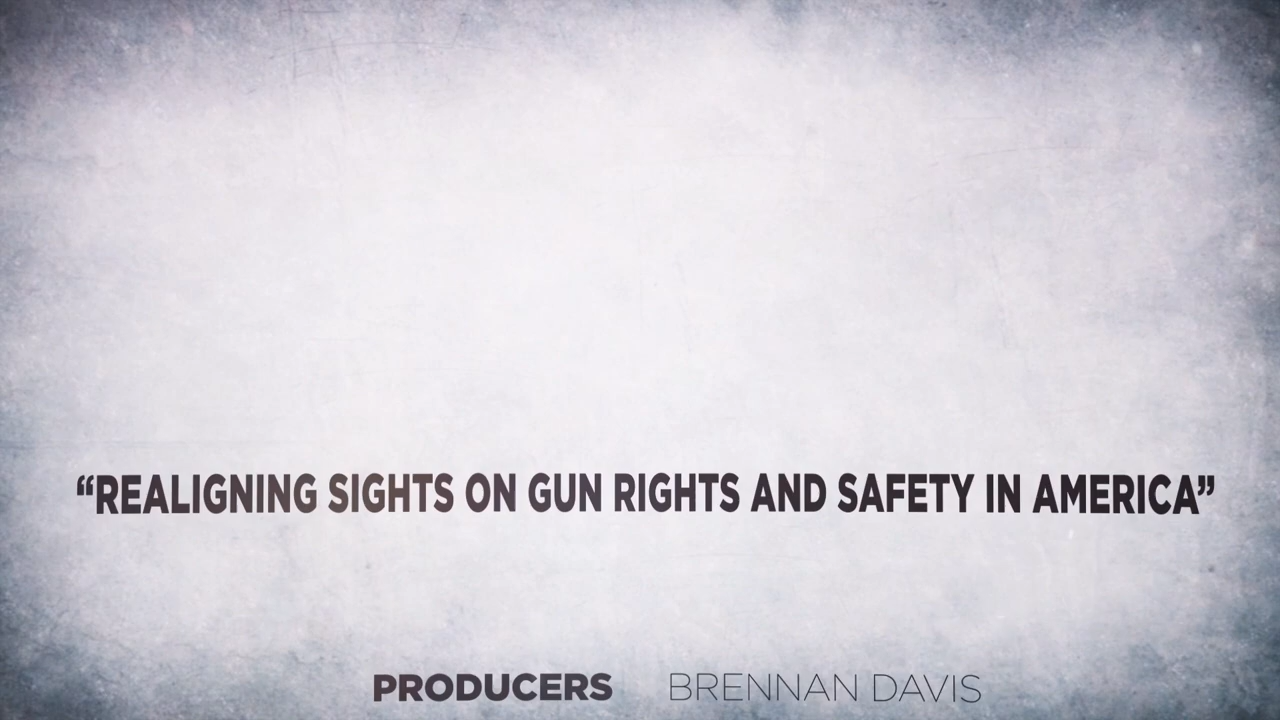 “REALIGNING SIGHTS ON GUN RIGHTS AND SAFETY IN AMERICA”
PRODUCERS BRENNAN DAVIS